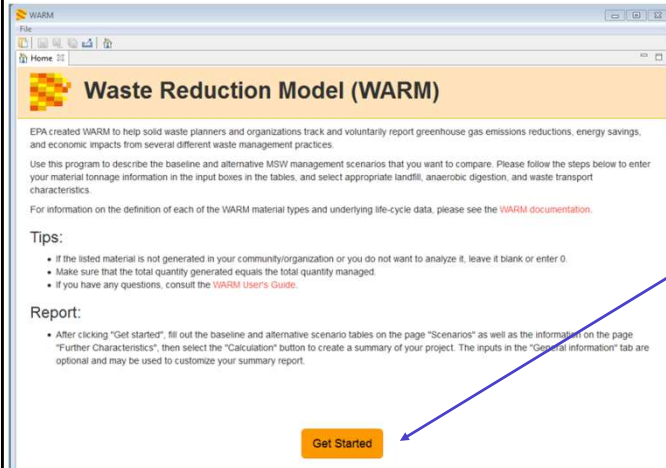 WARM
File
Home
Waste Reduction Model (WARM)
EPA created WARM to help solid waste planners and organizations track and voluntarily report greenhouse gas emissions reductions, energy savings,
and economic impacts from several different waste management practices.
Use this program to describe the baseline and alternative MSW management scenarios that you want to compare. Please follow the steps below to enter
your material tonnage information in the input boxes in the tables, and select appropriate landfill, anaerobic digestion, and waste transport
characteristics.
For information on the definition of each of the WARM material types and underlying life-cycle data, please see the WARM documentation.
Tips:
• If the listed material is not generated in your community/organization or you do not want to analyze it, leave it blank or enter 0.
• Make sure that the total quantity generated equals the total quantity managed.
• If you have any questions, consult the WARM User's Guide.
Report:
• After clicking "Get started", fill out the baseline and alternative scenario tables on the page "Scenarios" as well as the information on the page
"Further Characteristics", then select the "Calculation" button to create a summary of your project. The inputs in the "General information" tab are
optional and may be used to customize your summary report.
Get Started